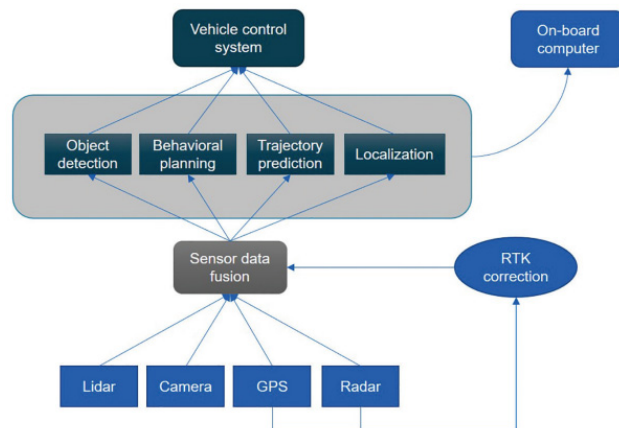 Vehicle control
system
On-board
computer
Object
detection
Behavioral
planning
Trajectory
prediction
Localization
Sensor data
fusion
RTK
correction
Lidar
Camera
GPS
Radar